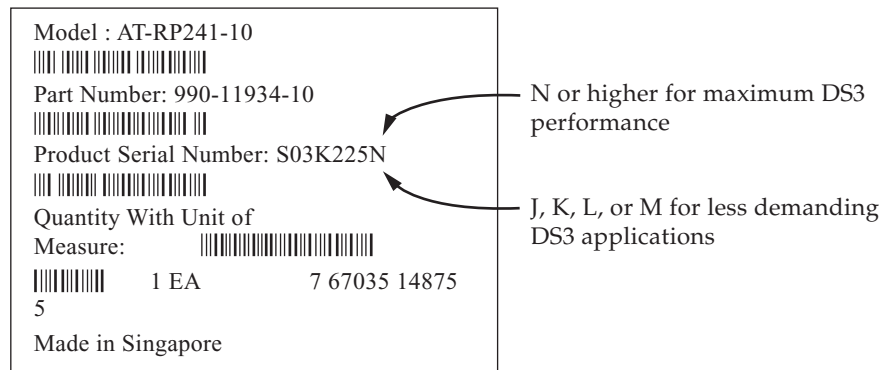 Model : AT-RP241-10
Part Number: 990-11934-10
Product Serial Number: S03K225N
Quantity With Unit of
Measure:
1 EA 7 67035 14875
5
Made in Singapore
N or higher for maximum DS3
performance
J, K, L, or M for less demanding
DS3 applications